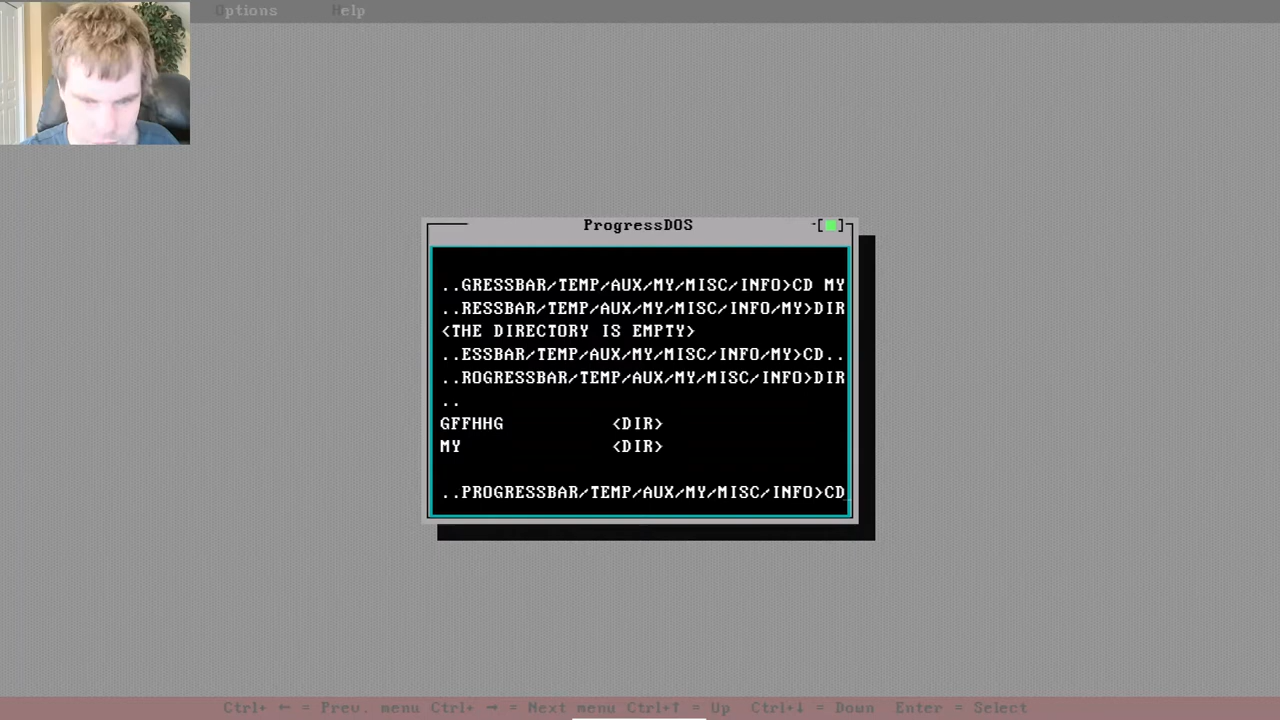 Options Help
ProgressDOS
..GRESSBAR/TEMP/AUX/MY/MISC/INFO>CD MY
..RESSBAR/TEMP/AUX/MY/MISC/INFO/MY>DIR
<THE DIRECTORY IS EMPTY>
..ESSBAR/TEMP/AUX/MY/MISC/INFO/MY>CD..
..ROGRESSBAR/TEMP/AUX/MY/MISC/INFO>DIR
..
GFFHHG <DIR>
MY <DIR>
..PROGRESSBAR/TEMP/AUX/MY/MISC/INFO>CD_
Ctrl+ ← = Prev. menu Ctrl+ → = Next menu Ctrl+↑ = Up Ctrl+↓ = Down Enter = Select